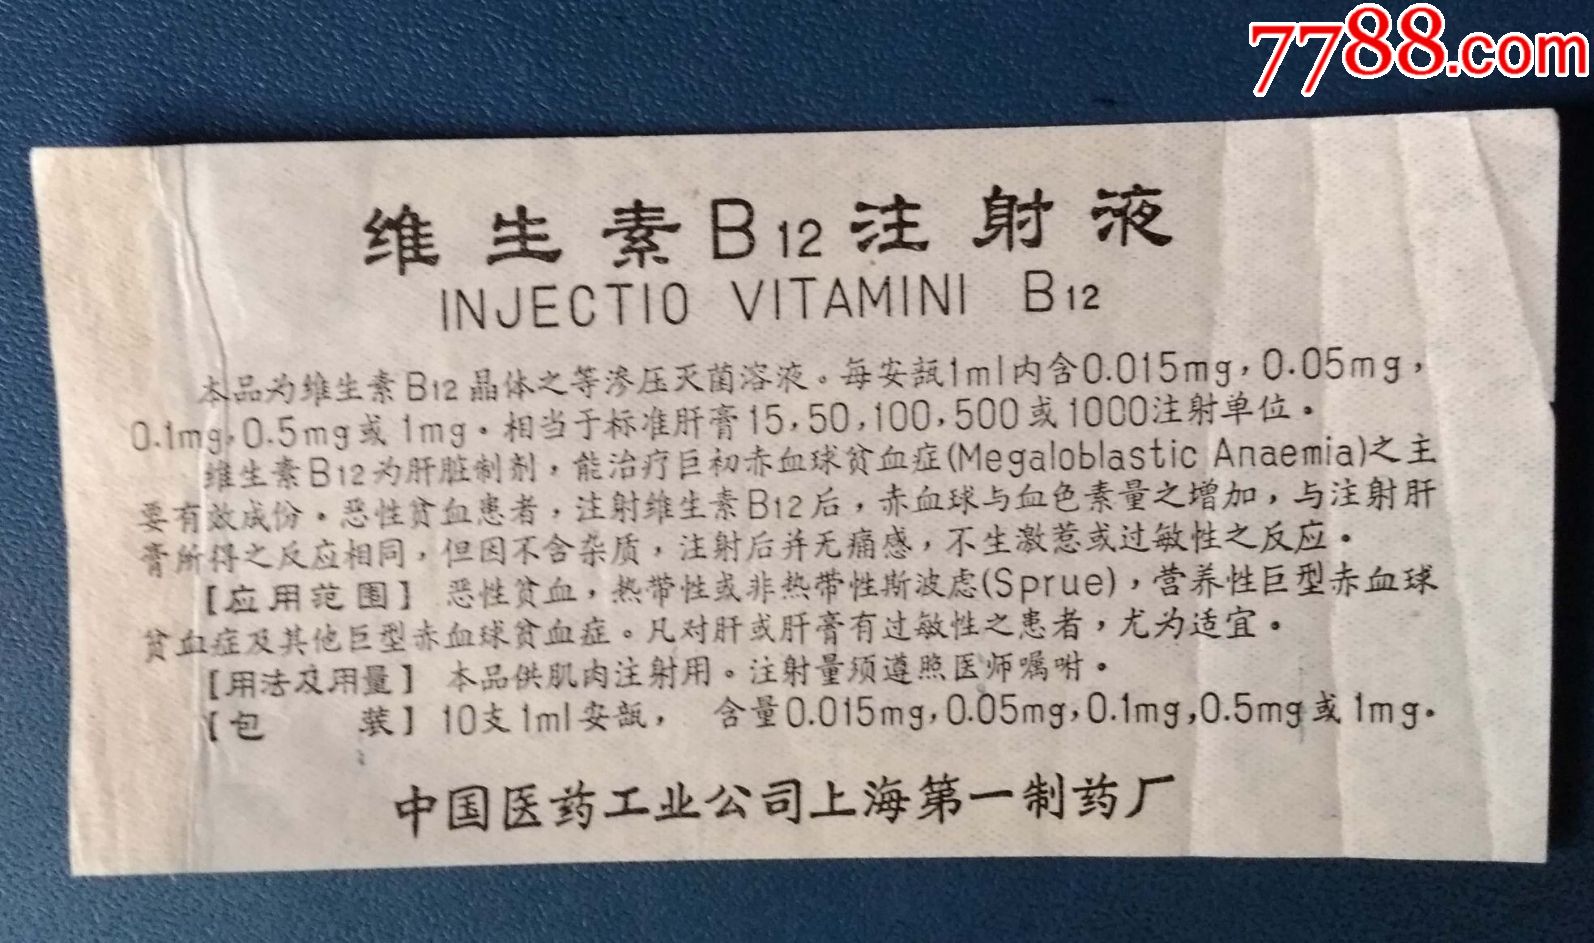 7788.com
维生素B12注射液
INJECTIO VITAMINI B12
本品为维生素B12晶体之等渗压灭菌溶液。每安瓿1ml内含0.015mg,0.05mg,
0.1mg,0.5mg或1mg。相当于标准肝膏15,50,100,500或1000注射单位。
维生素B12为肝脏制剂,能治疗巨初赤血球贫血症(Megaloblastic Anaemia)之主
要有效成份。恶性贫血患者,注射维生素B12后,赤血球与血色素量之增加,与注射肝
膏所得之反应相同,但因不含杂质,注射后并无痛感,不生激惹或过敏性之反应。
【应用范围】 恶性贫血,热带性或非热带性斯波虑(Sprue),营养性巨型赤血球
贫血症及其他巨型赤血球贫血症。凡对肝或肝膏有过敏性之患者,尤为适宜。
【用法及用量】 本品供肌肉注射用。注射量须遵照医师嘱咐。
【包 装】 10支1ml安瓿, 含量0.015mg,0.05mg,0.1mg,0.5mg或1mg.
中国医药工业公司上海第一制药厂